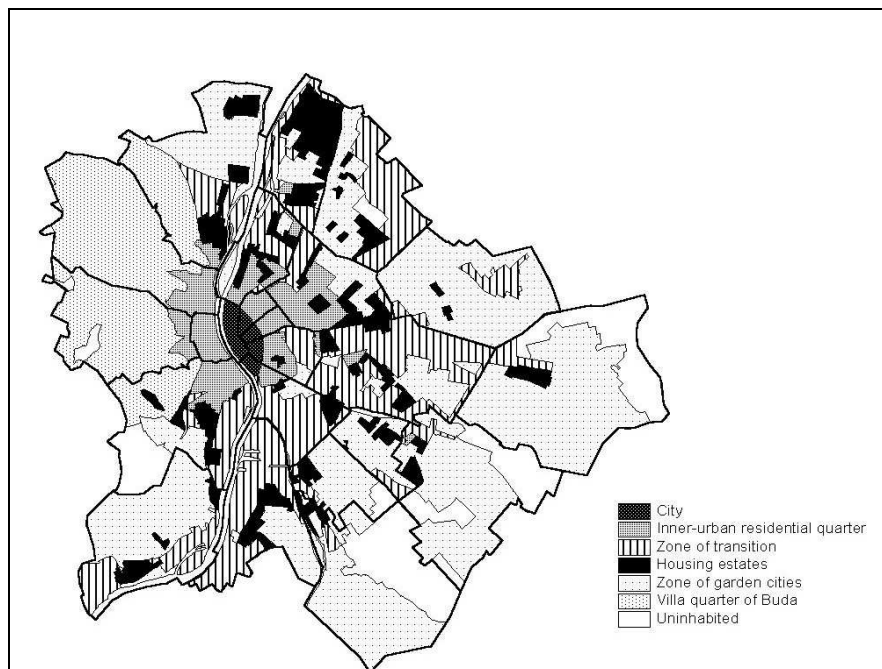 City
Inner-urban residential quarter
Zone of transition
Housing estates
Zone of garden cities
Villa quarter of Buda
Uninhabited